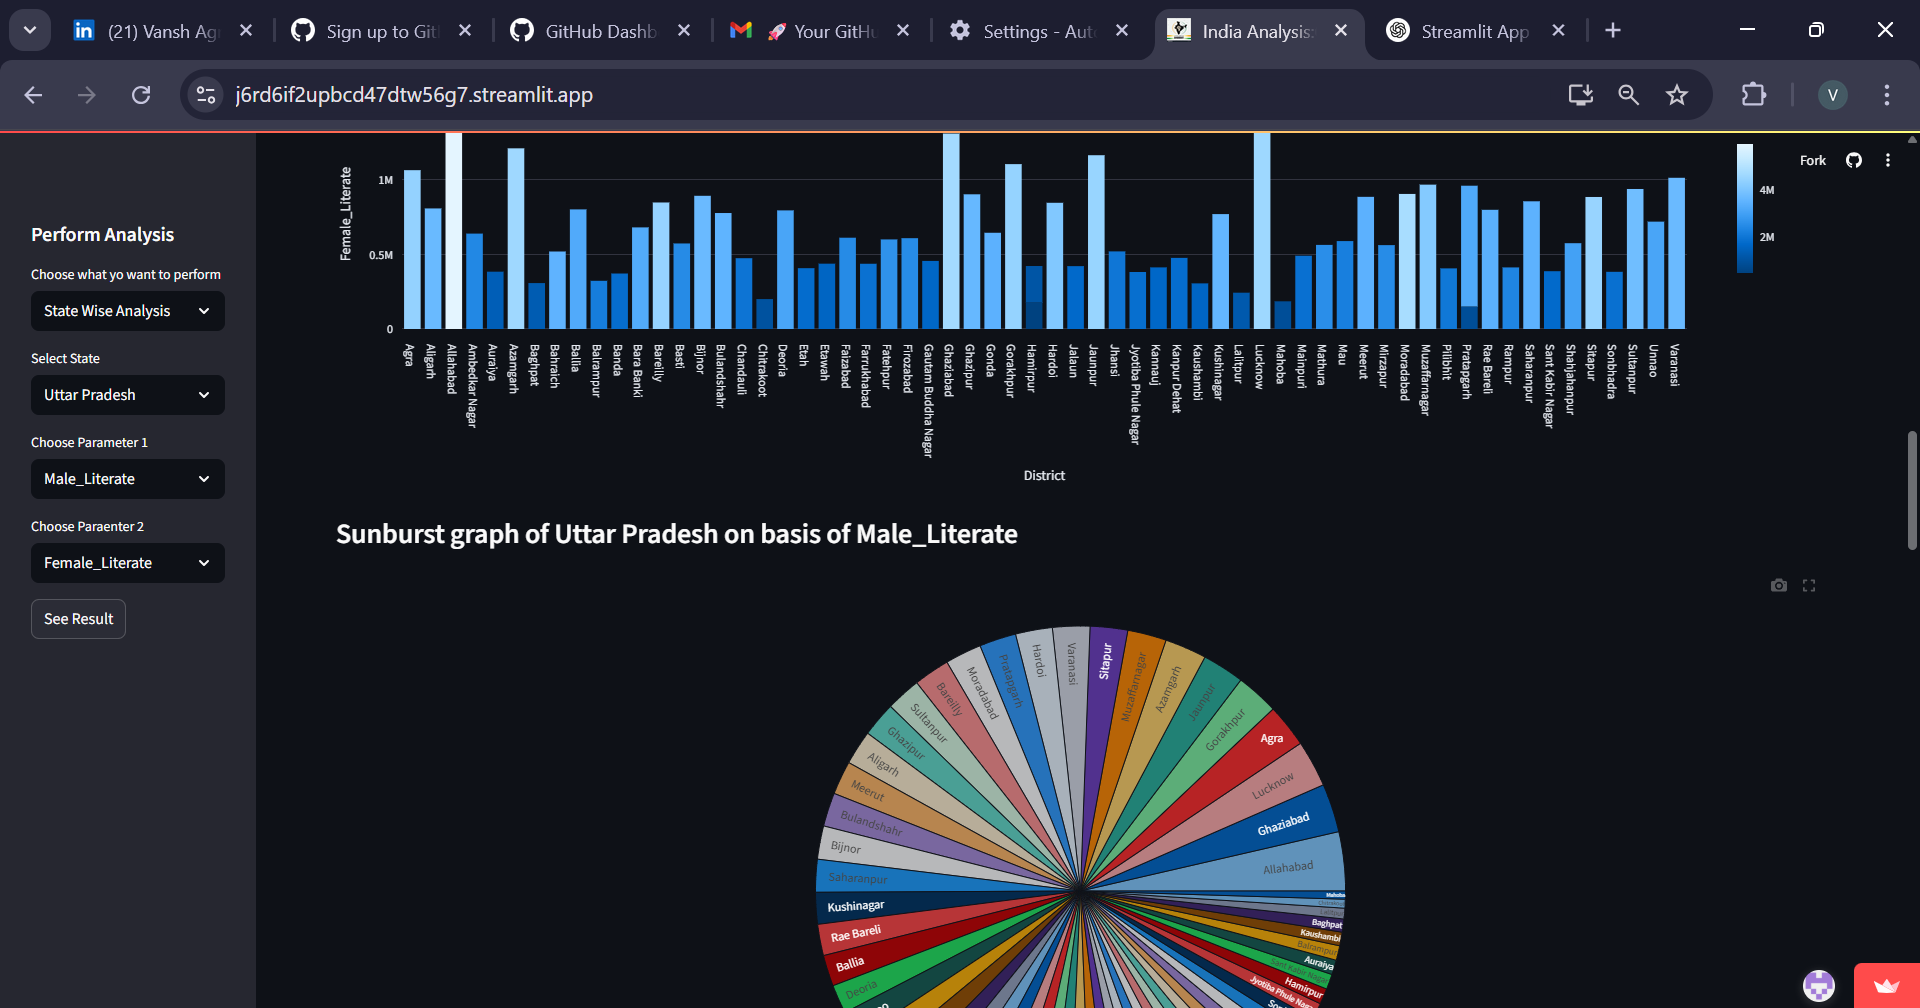 (21) Vansh Ag
Sign up to Git
GitHub Dashb
🚀 Your GitHu
Settings - Aut
India Analysis:
Streamlit App
j6rd6if2upbcd47dtw56g7.streamlit.app
V
Fork
Perform Analysis
Choose what yo want to perform
State Wise Analysis
Select State
Uttar Pradesh
Choose Parameter 1
Male_Literate
Choose Paraenter 2
Female_Literate
See Result
Female_Literate
1M
0.5M
0
4M
2M
Agra
Aligarh
Allahabad
Ambedkar Nagar
Auraiya
Azamgarh
Baghpat
Bahraich
Ballia
Balrampur
Banda
Bara Banki
Bareilly
Basti
Bijnor
Bulandshahr
Chandauli
Chitrakoot
Deoria
Etah
Etawah
Faizabad
Farrukhabad
Fatehpur
Firozabad
Gautam Buddha Nagar
Ghaziabad
Ghazipur
Gonda
Gorakhpur
Hamirpur
Hardoi
Jalaun
Jaunpur
Jhansi
Jyotiba Phule Nagar
Kannauj
Kanpur Dehat
Kaushambi
Kushinagar
Lalitpur
Lucknow
Mahoba
Mainpuri
Mathura
Mau
Meerut
Mirzapur
Moradabad
Muzaffarnagar
Pilibhit
Pratapgarh
Rae Bareli
Rampur
Saharanpur
Sant Kabir Nagar
Shahjahanpur
Sitapur
Sonbhadra
Sultanpur
Unnao
Varanasi
District
Sunburst graph of Uttar Pradesh on basis of Male_Literate
Sitapur
Muzaffarnagar
Azamgarh
Jaunpur
Gorakhpur
Agra
Lucknow
Ghaziabad
Allahabad
Varanasi
Hardoi
Pratapgarh
Moradabad
Bareilly
Sultanpur
Ghazipur
Aligarh
Meerut
Bulandshahr
Bijnor
Saharanpur
Kushinagar
Rae Bareli
Ballia
Deoria
Mahoba
Chitrakoot
Lalitpur
Baghpat
Kaushambi
Balrampur
Auraiya
Sant Kabir Nagar
Hamirpur
Jyotiba Phule Nagar